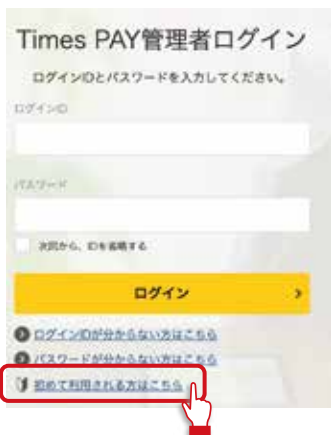 Times PAY管理者ログイン
ログインIDとパスワードを入力してください。
ログインID
パスワード
次回から、IDを省略する
ログイン
ログインIDが分からない方はこちら
パスワードが分からない方はこちら
初めて利用される方はこちら